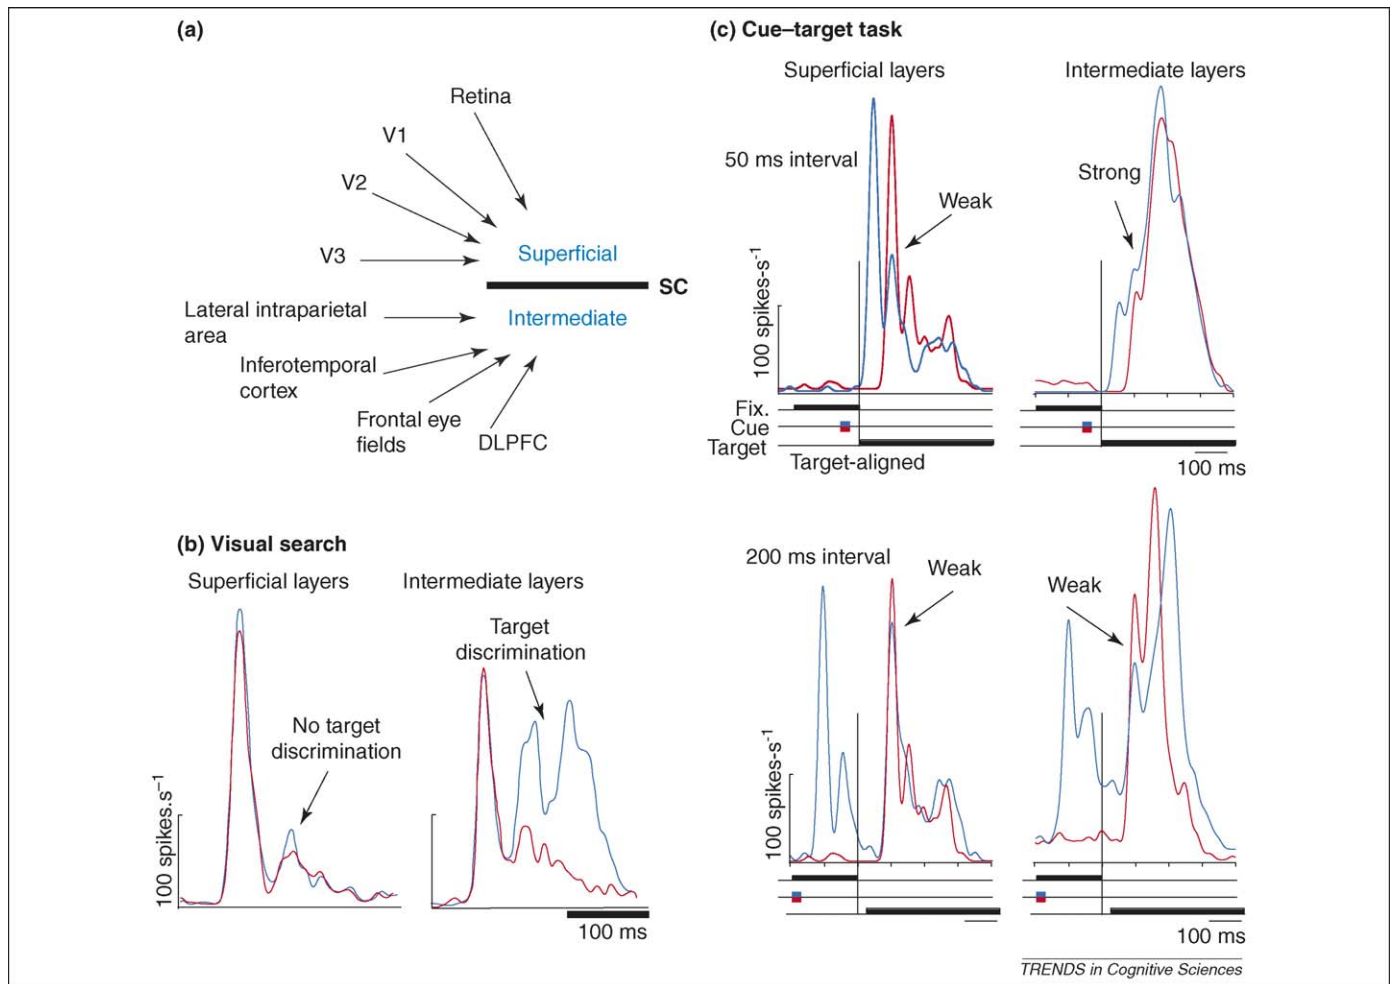 (a)
Retina
V1
V2
V3
Superficial
SC
Intermediate
Lateral intraparietal
area
Inferotemporal
cortex
Frontal eye
fields
DLPFC
(b) Visual search
Superficial layers
Intermediate layers
Target
discrimination
No target
discrimination
100 spikes.s⁻¹
100 ms
(c) Cue–target task
Superficial layers
Intermediate layers
50 ms interval
Weak
Strong
100 spikes-s⁻¹
Fix.
Cue
Target
Target-aligned
100 ms
200 ms interval
Weak
Weak
100 spikes-s⁻¹
100 ms
TRENDS in Cognitive Sciences